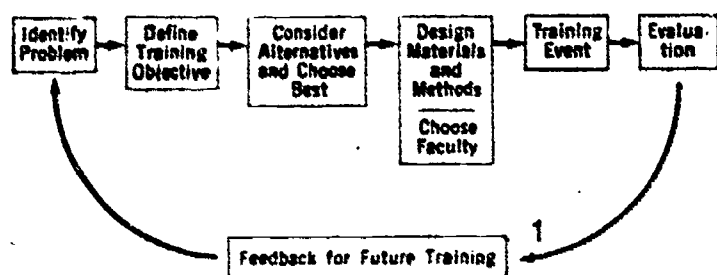 Identify
Problem
Define
Training
Objective
Consider
Alternatives
and Choose
Best
Design
Materials
and
Methods
Choose
Faculty
Training
Event
Evalua-
tion
1
Feedback for Future Training